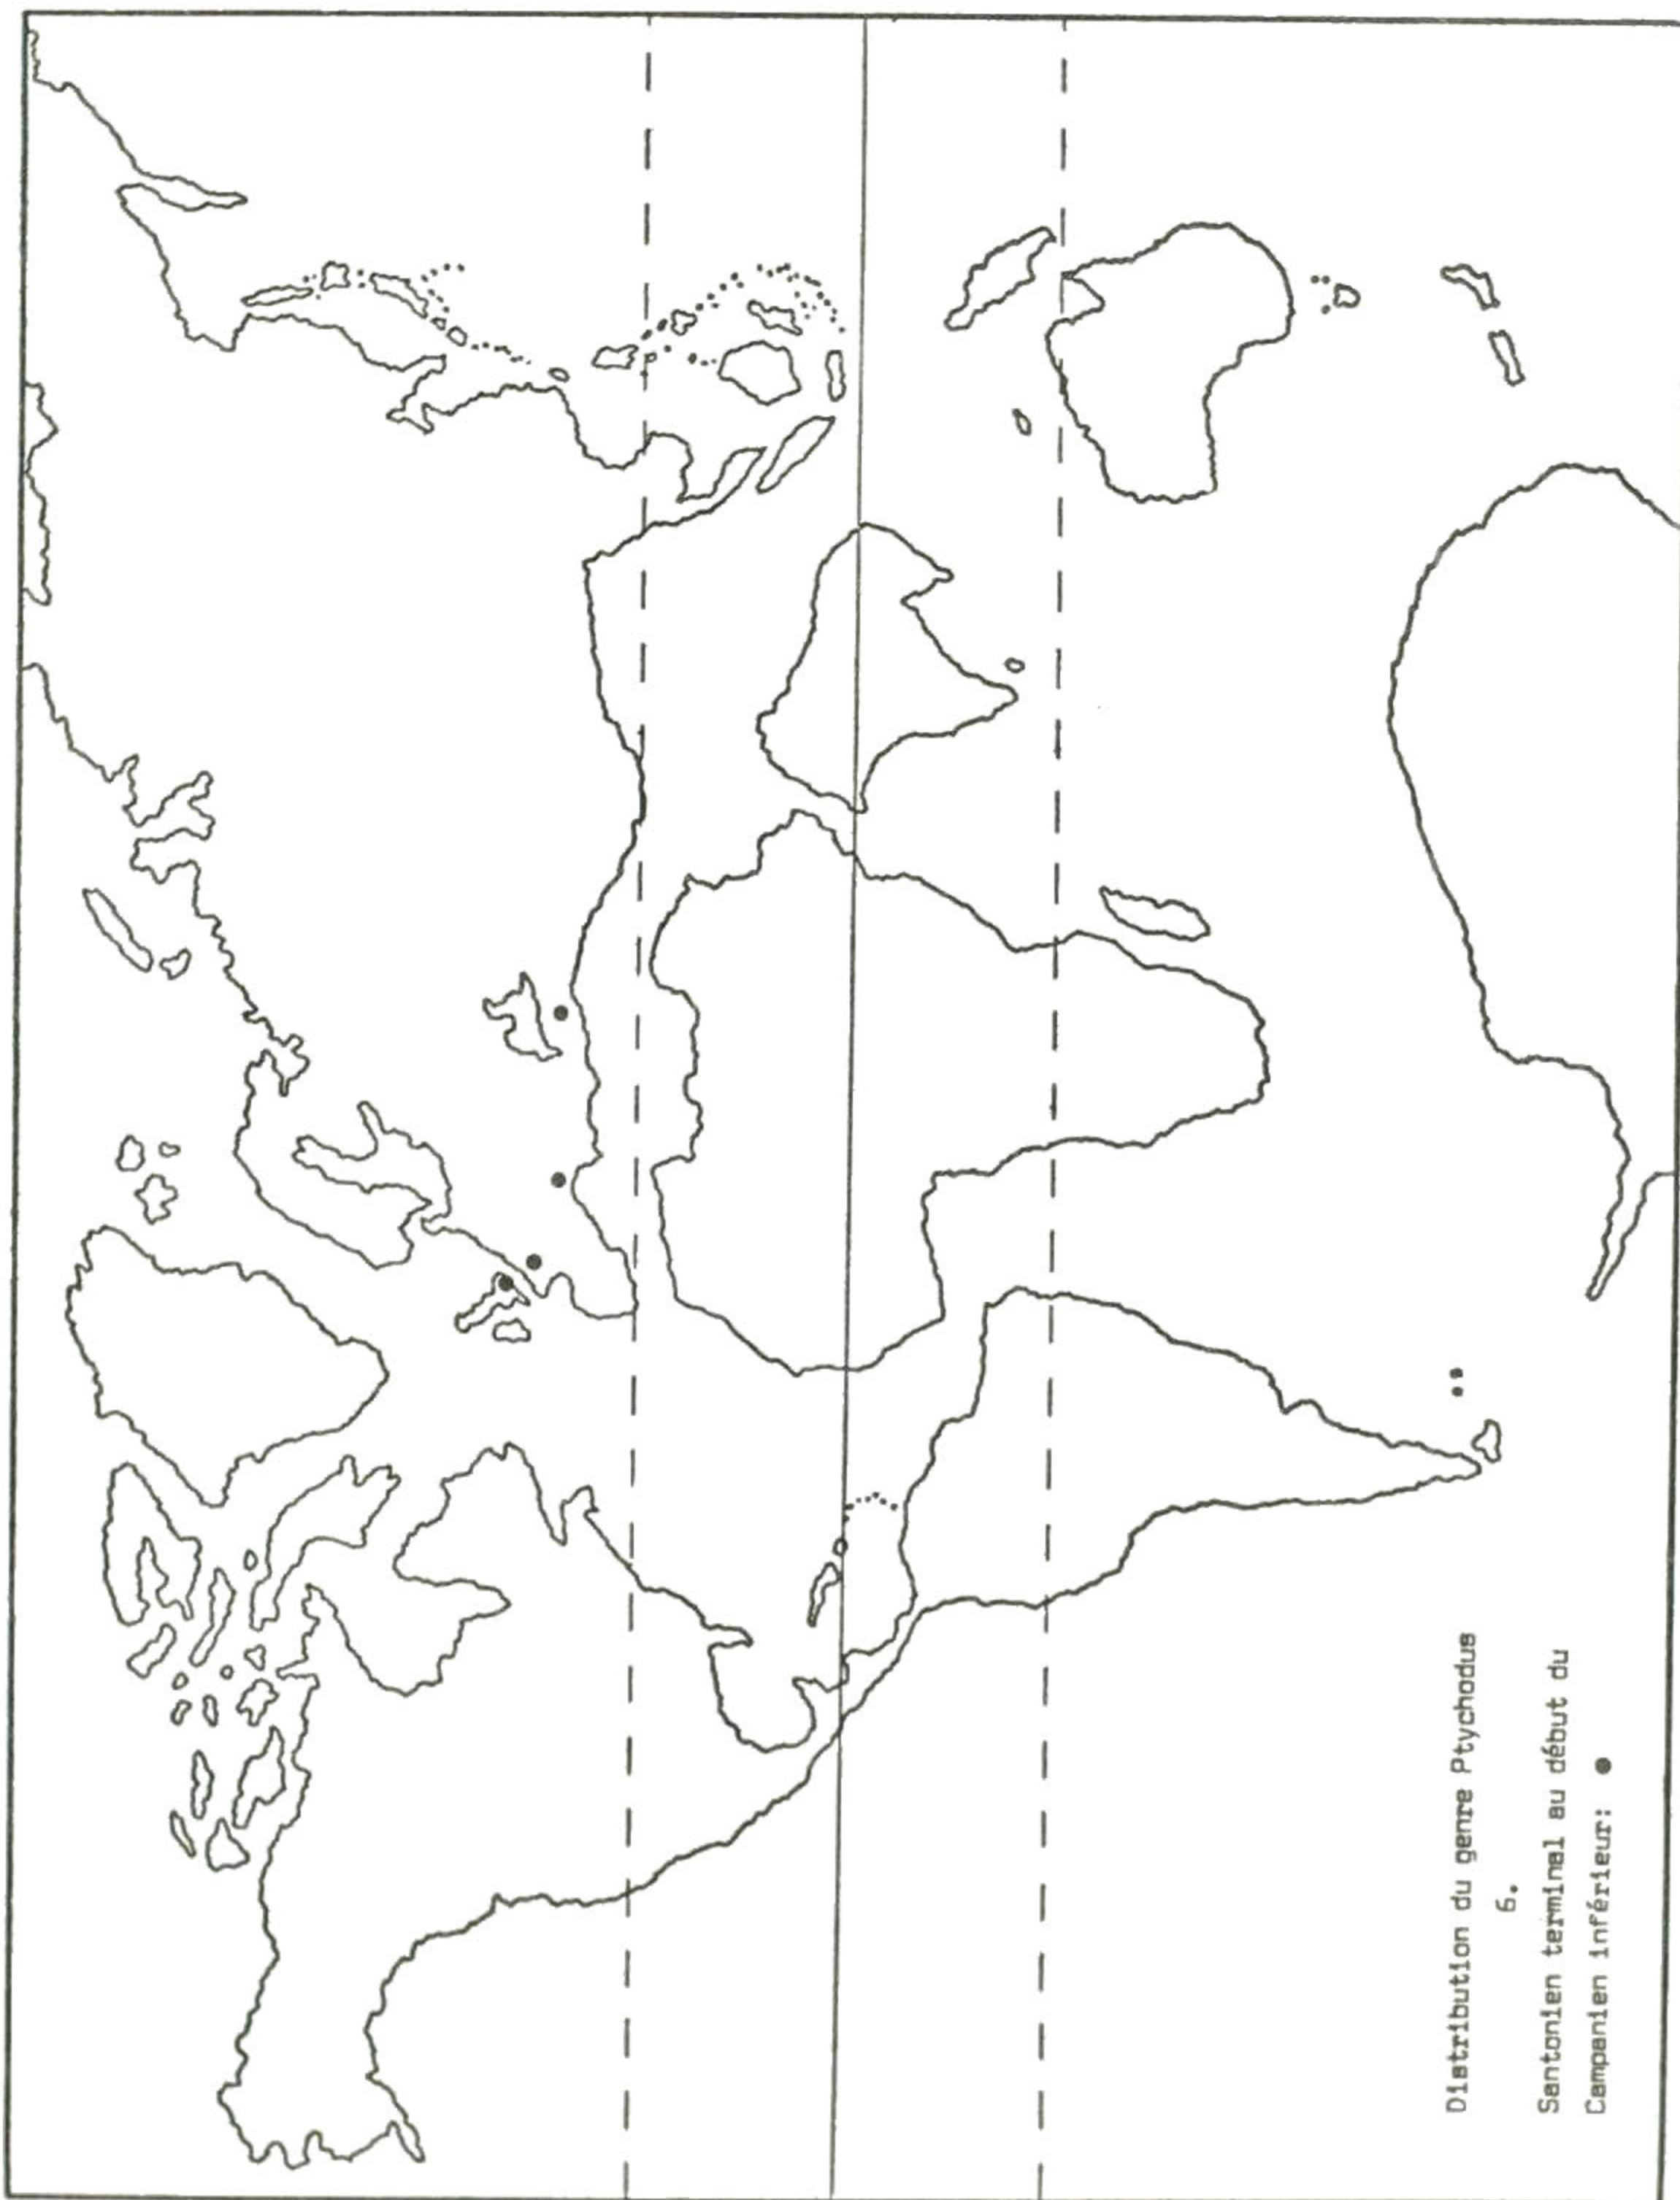 Distribution du genre Ptychodus
6.
Santonien terminal au début du
Campanien inférieur: ●